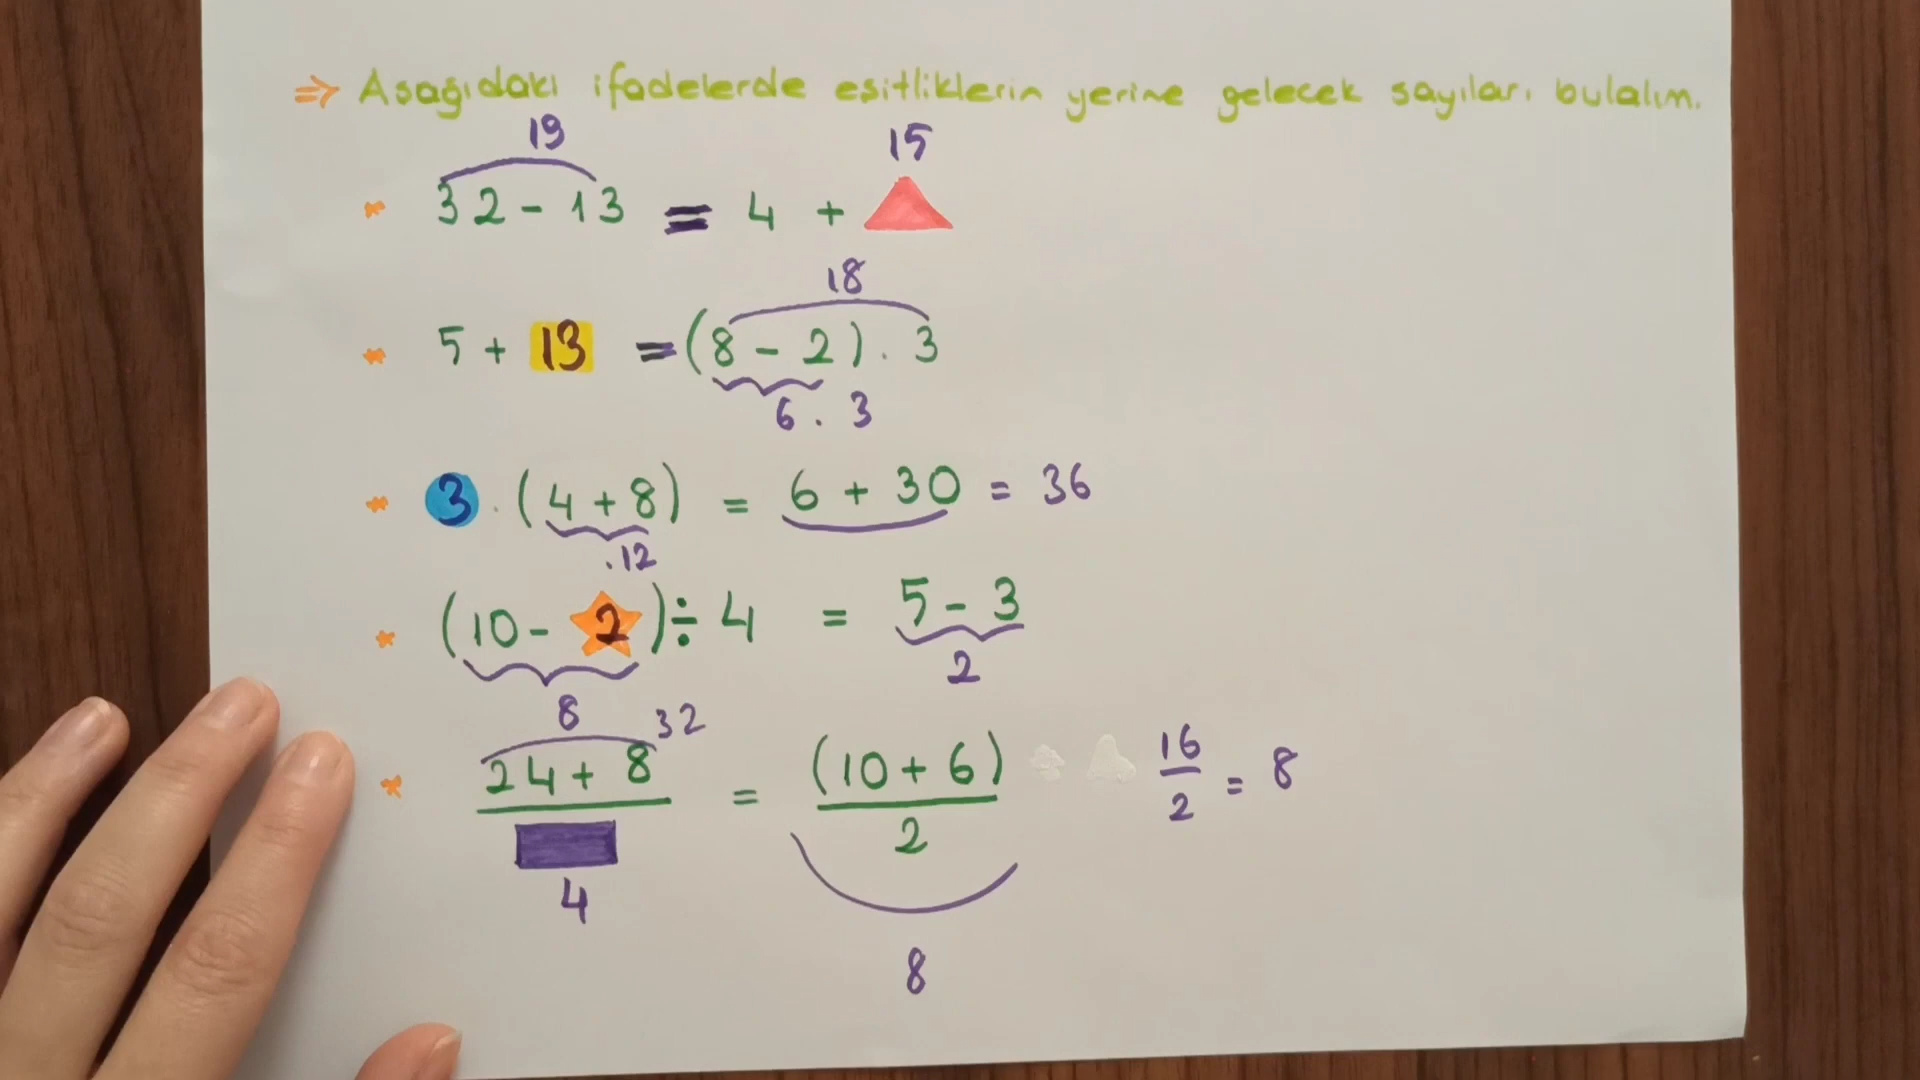 ⇒ Asağıdaki ifadelerde esitliklerin yerine gelecek sayıları bulalım.
19
15
* 32 - 13 = 4 +
18
* 5 + 13 = (8 - 2) . 3
6 . 3
* 3 . (4 + 8) = 6 + 30 = 36
.12
* (10 - 2) ÷ 4 = 5 - 3
2
8
32
* 24 + 8 = (10 + 6) 16 = 8
2 2
4
8